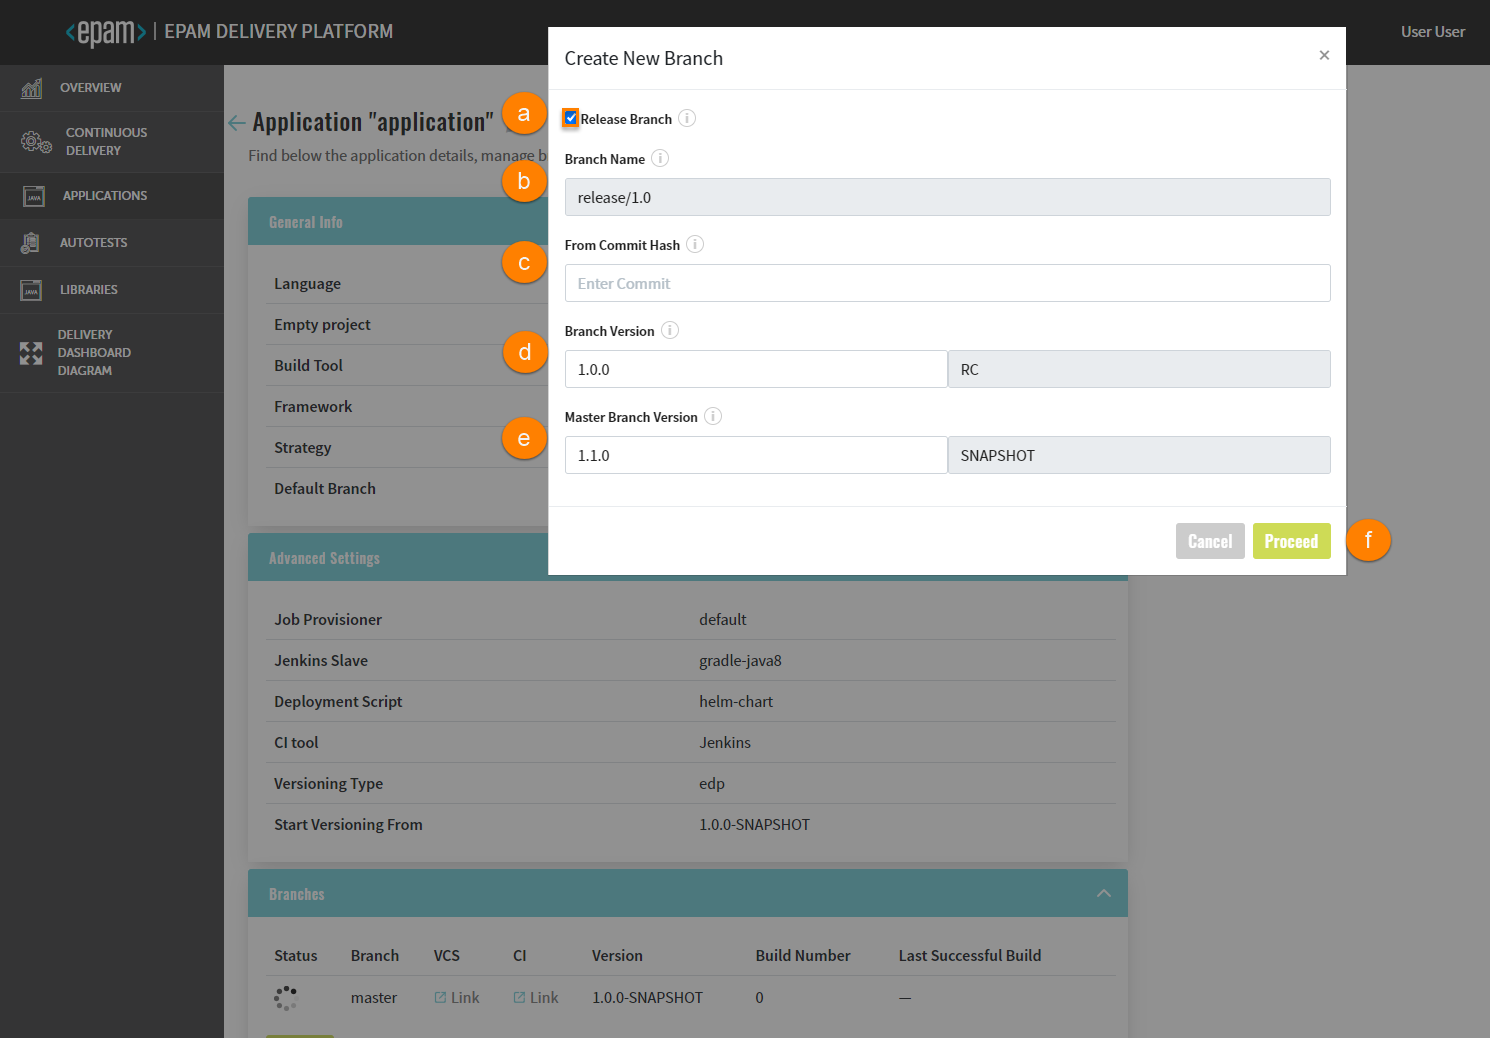 <epam> | EPAM DELIVERY PLATFORM
User User
OVERVIEW
CONTINUOUS
DELIVERY
APPLICATIONS
AUTOTESTS
LIBRARIES
DELIVERY
DASHBOARD
DIAGRAM
Application "application"
Find below the application details, manage b
General Info
Language
Empty project
Build Tool
Framework
Strategy
Default Branch
Create New Branch
×
a
Release Branch i
Branch Name i
b
release/1.0
From Commit Hash i
c
Enter Commit
Branch Version i
d
1.0.0 RC
Master Branch Version i
e
1.1.0 SNAPSHOT
Cancel Proceed
f
Advanced Settings
Job Provisioner default
Jenkins Slave gradle-java8
Deployment Script helm-chart
CI tool Jenkins
Versioning Type edp
Start Versioning From 1.0.0-SNAPSHOT
Branches
Status Branch VCS CI Version Build Number Last Successful Build
master Link Link 1.0.0-SNAPSHOT 0 —